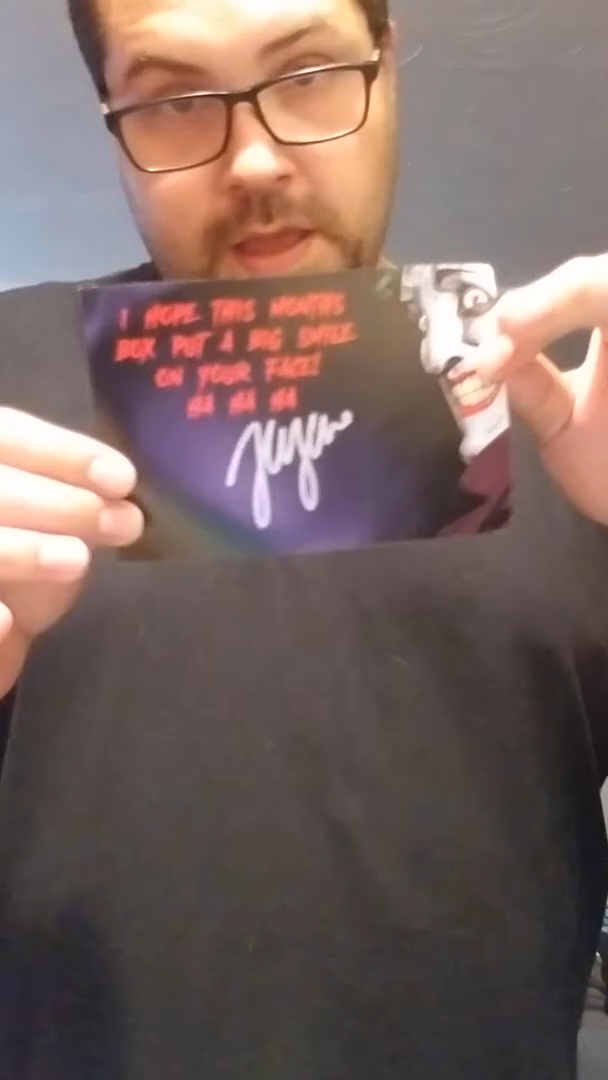 I HOPE THIS MONTHS
BOX PUT A BIG SMILE
ON YOUR FACE!
HA HA HA